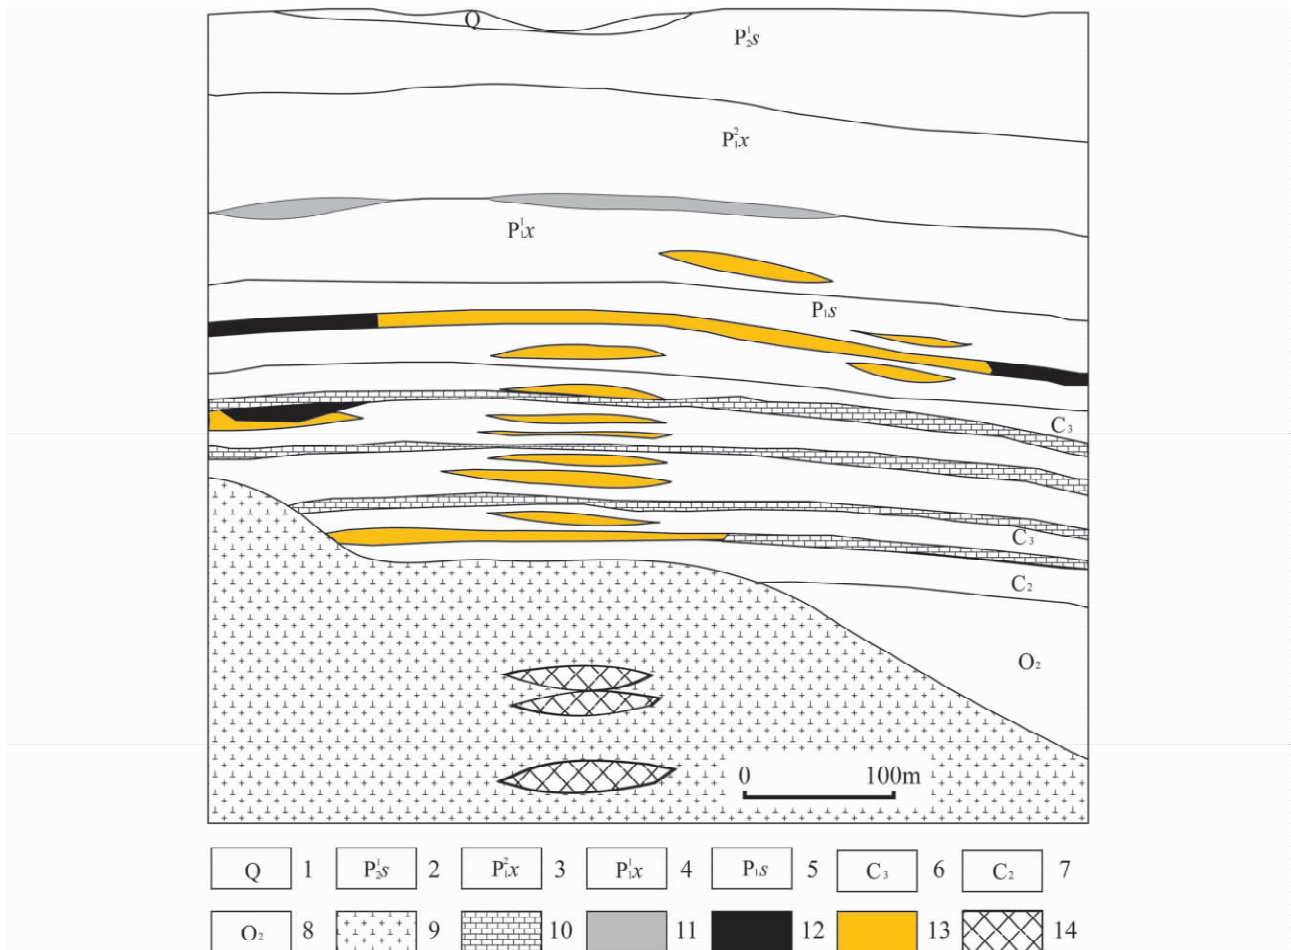 Q
P₂¹s
P₁²x
P₁¹x
P₁s
C₃
C₃
C₂
O₂
0 100m
Q 1 P₂¹s 2 P₁²x 3 P₁¹x 4 P₁s 5 C₃ 6 C₂ 7
O₂ 8 9 10 11 12 13 14